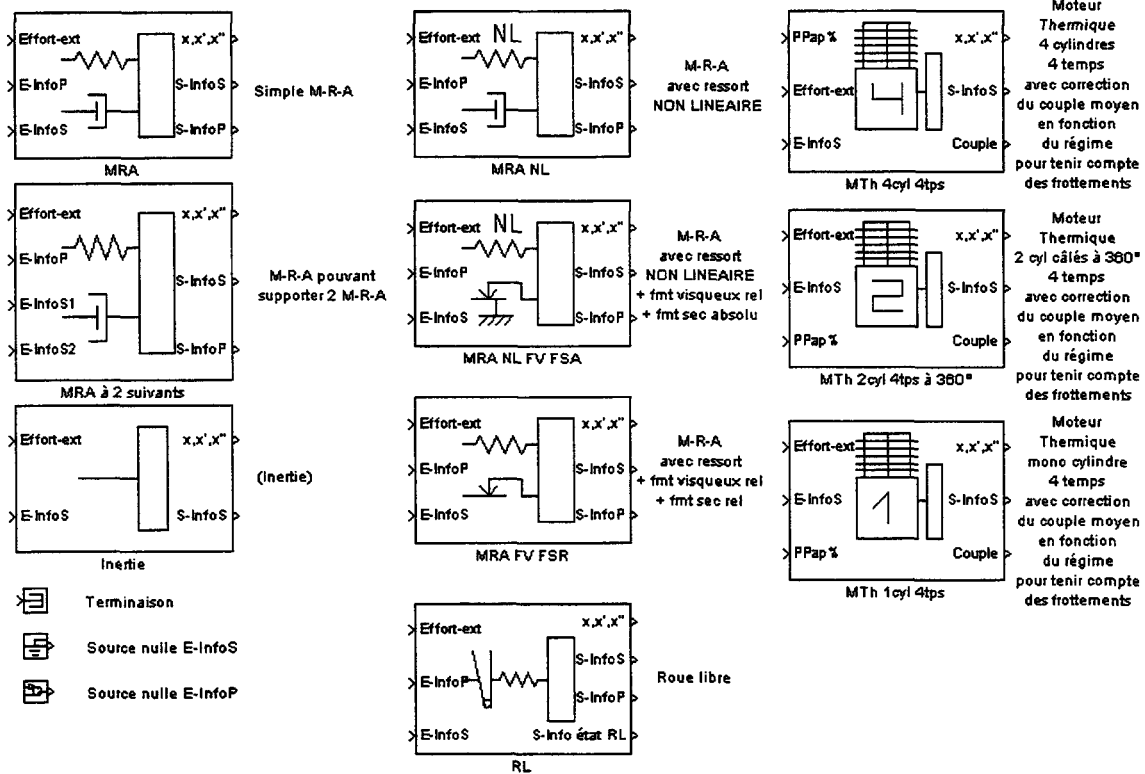 Effort-ext
x,x',x"
E-InfoP
S-InfoS
E-InfoS
S-InfoP
MRA
Simple M-R-A
Effort-ext
x,x',x"
E-InfoP
S-InfoS
E-InfoS1
E-InfoS2
S-InfoP
MRA à 2 suivants
M-R-A pouvant
supporter 2 M-R-A
Effort-ext
x,x',x"
E-InfoS
S-InfoS
Inertie
(Inertie)
Terminaison
Source nulle E-InfoS
Source nulle E-InfoP
Effort-ext
NL
x,x',x"
E-InfoP
S-InfoS
E-InfoS
S-InfoP
MRA NL
M-R-A
avec ressort
NON LINEAIRE
Effort-ext
NL
x,x',x"
E-InfoP
S-InfoS
E-InfoS
S-InfoP
MRA NL FV FSA
M-R-A
avec ressort
NON LINEAIRE
+ fmt visqueux rel
+ fmt sec absolu
Effort-ext
x,x',x"
E-InfoP
S-InfoS
E-InfoS
S-InfoP
MRA FV FSR
M-R-A
avec ressort
+ fmt visqueux rel
+ fmt sec rel
Effort-ext
x,x',x"
S-InfoS
E-InfoP
S-InfoP
E-InfoS
S-Info état RL
RL
Roue libre
PPap%
x,x',x"
Effort-ext
4
S-InfoS
E-InfoS
Couple
MTh 4cyl 4tps
Moteur
Thermique
4 cylindres
4 temps
avec correction
du couple moyen
en fonction
du régime
pour tenir compte
des frottements
Effort-ext
x,x',x"
E-InfoS
2
S-InfoS
PPap%
Couple
MTh 2cyl 4tps à 360°
Moteur
Thermique
2 cyl câlés à 360°
4 temps
avec correction
du couple moyen
en fonction
du régime
pour tenir compte
des frottements
Effort-ext
x,x',x"
E-InfoS
1
S-InfoS
PPap%
Couple
MTh 1cyl 4tps
Moteur
Thermique
mono cylindre
4 temps
avec correction
du couple moyen
en fonction
du régime
pour tenir compte
des frottements